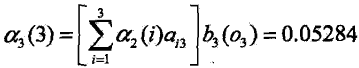 α₃(3) = [∑_{i=1}^{3} α₂(i)a_{i3}] b₃(o₃) = 0.05284